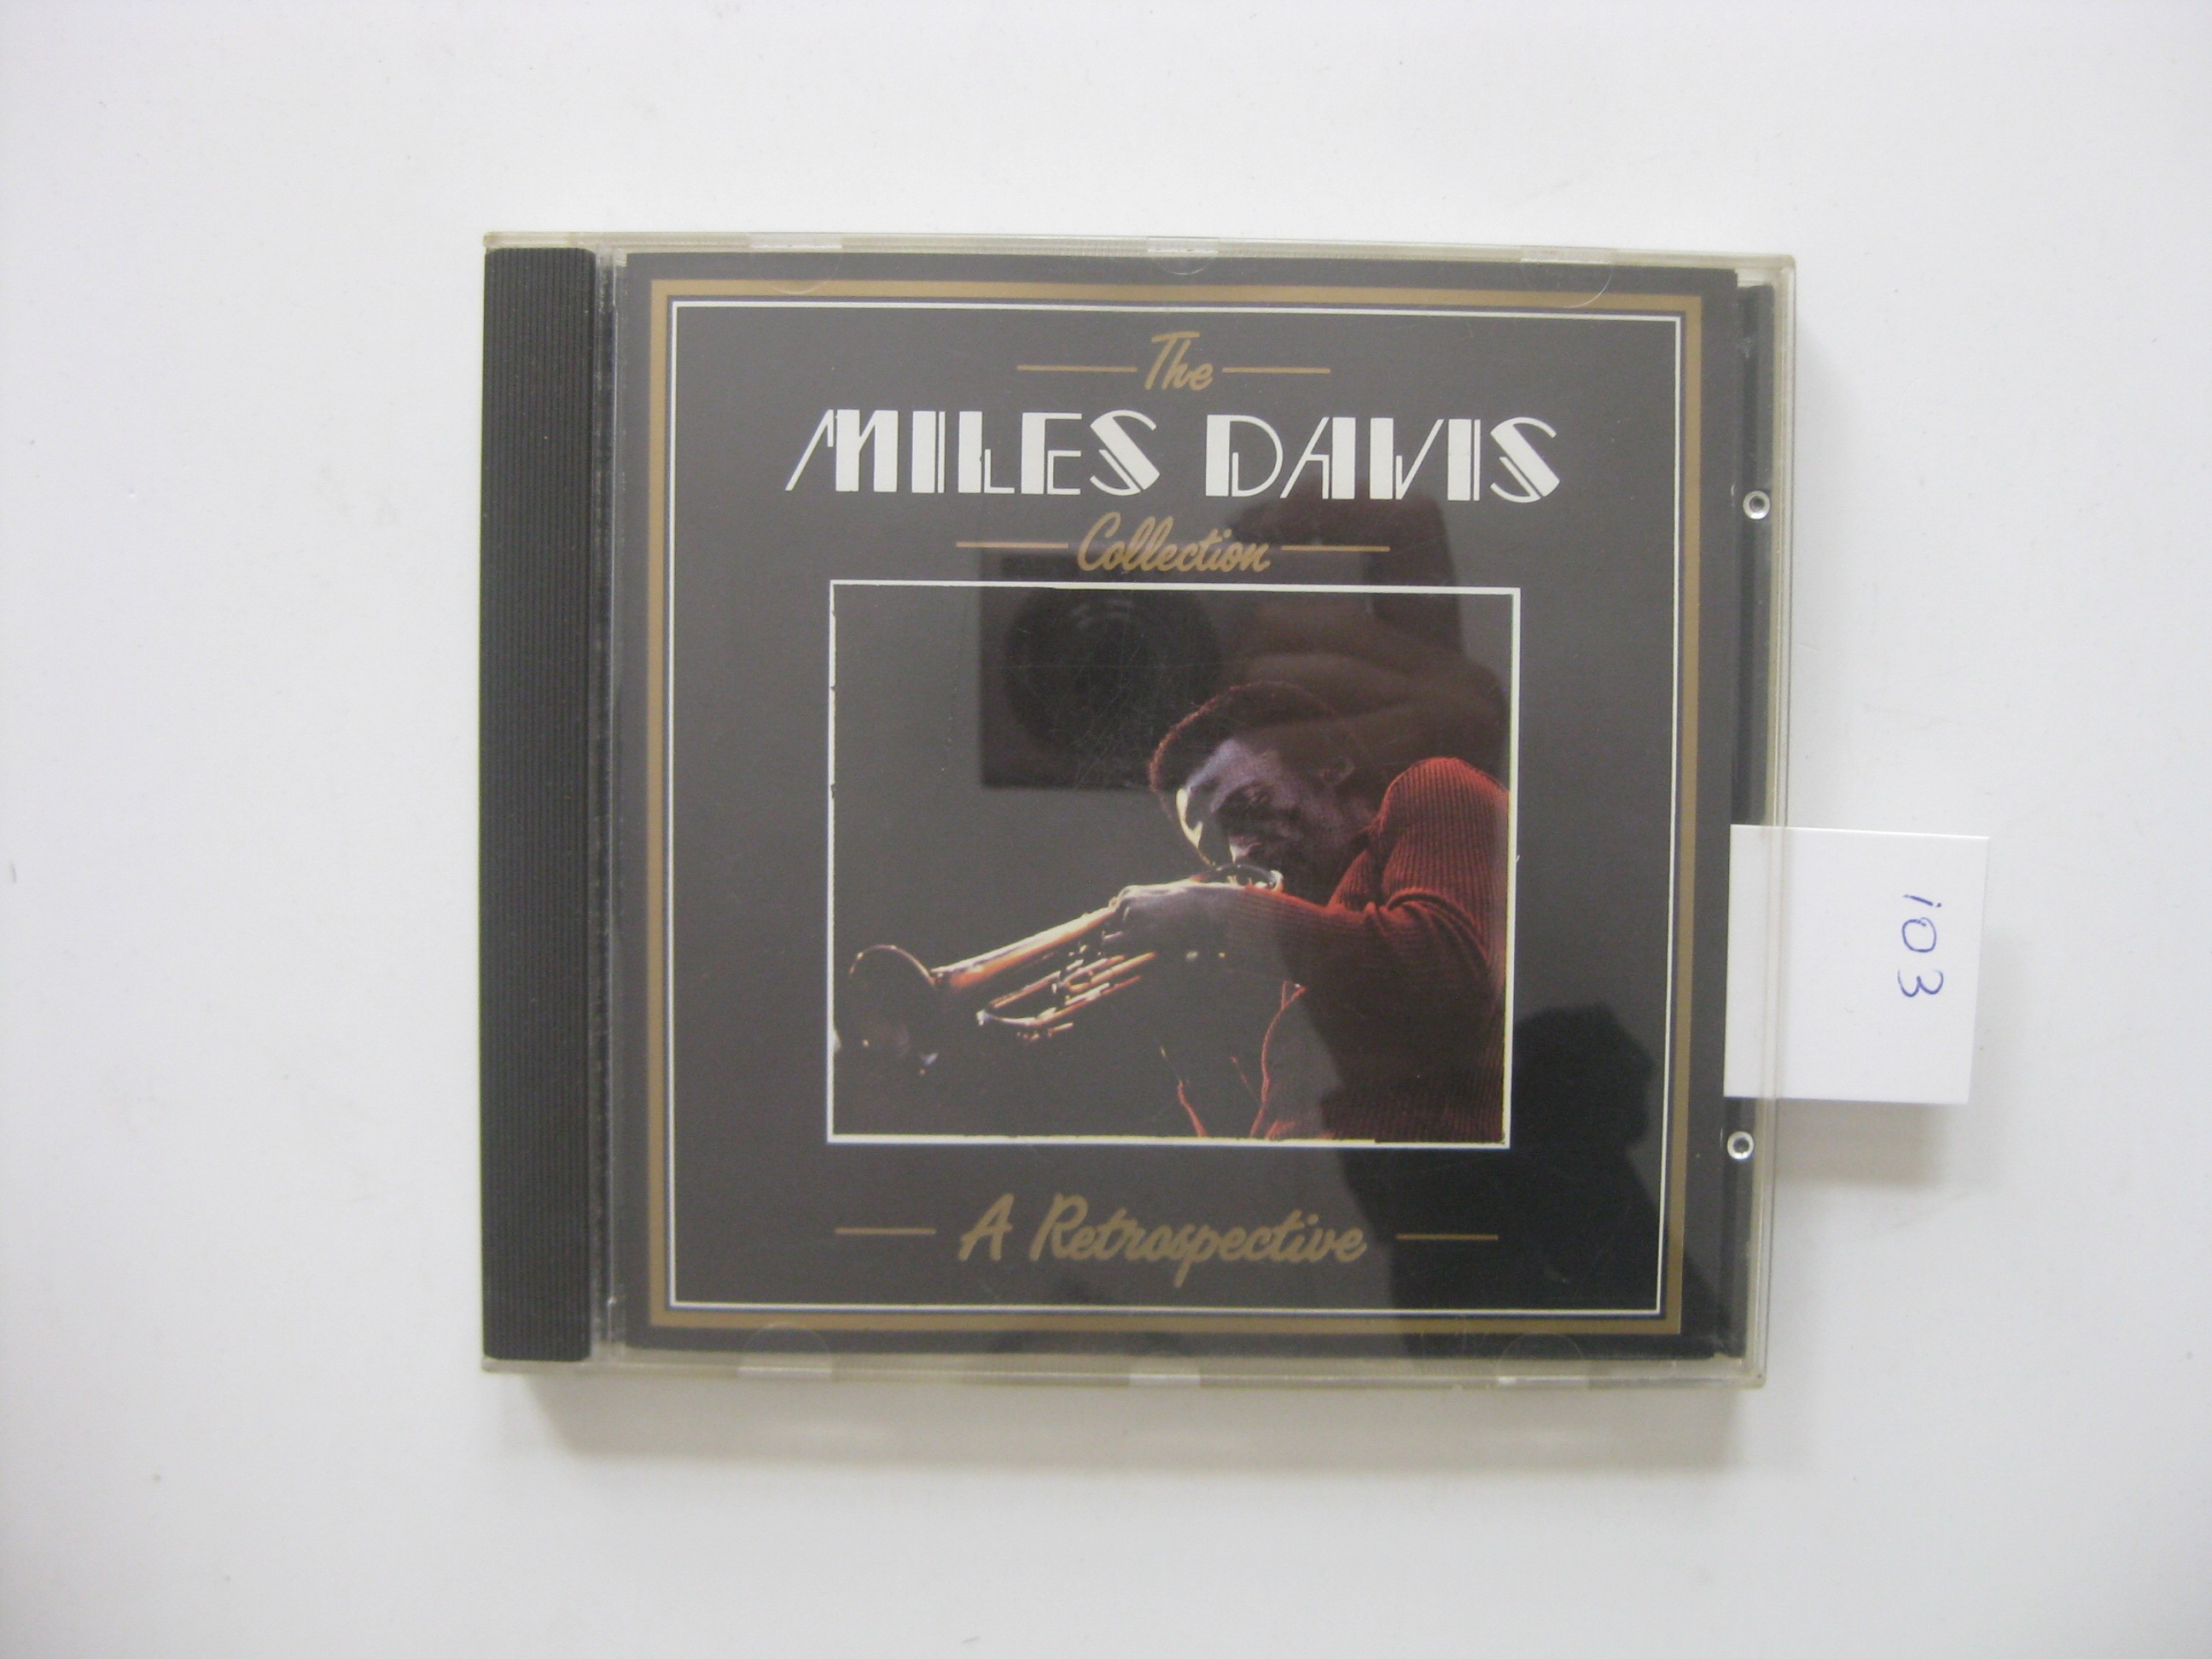 The
MILES DAVIS
Collection
A Retrospective
103